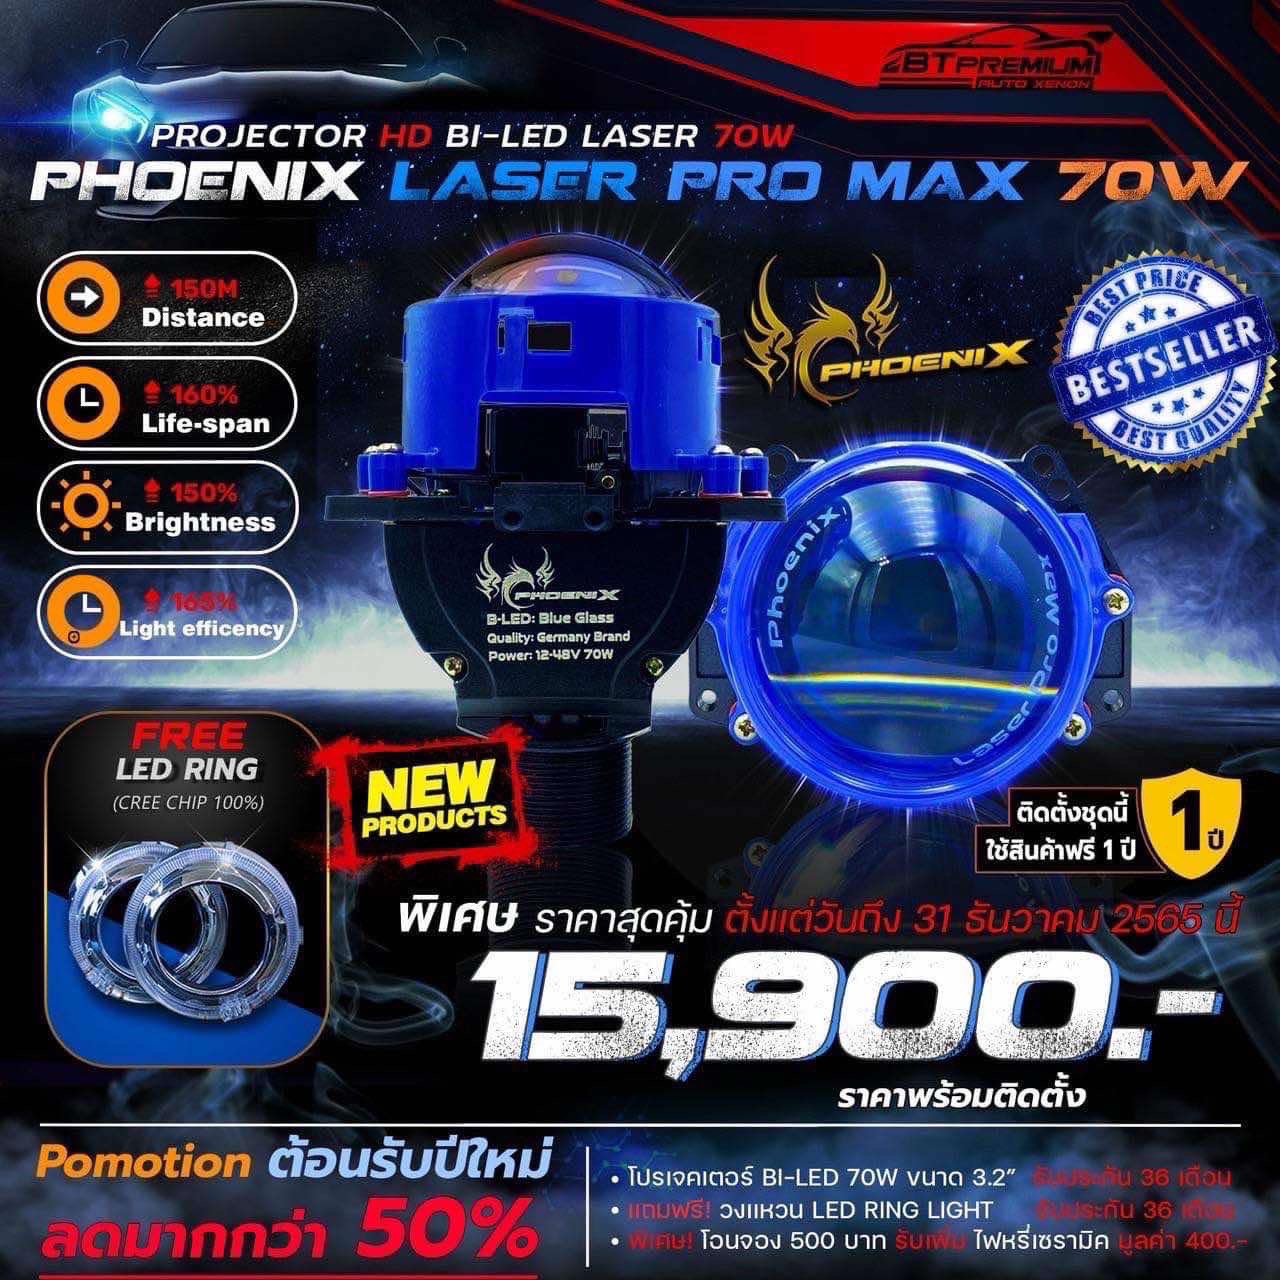 BT PREMIUM
AUTO XENON
PROJECTOR HD BI-LED LASER 70W
PHOENIX LASER PRO MAX 70W
150M
Distance
160%
Life-span
150%
Brightness
165%
Light efficency
PHOENIX
BEST PRICE
BESTSELLER
BEST QUALITY
PHOENIX
B-LED: Blue Glass
Quality: Germany Brand
Power: 12-48V 70W
Phoenix
Laser Pro Max
FREE
LED RING
(CREE CHIP 100%)
NEW
PRODUCTS
ติดตั้งชุดนี้
ใช้สินค้าฟรี 1 ปี
1 ปี
พิเศษ ราคาสุดคุ้ม ตั้งแต่วันถึง 31 ธันวาคม 2565 นี้
15,900.-
ราคาพร้อมติดตั้ง
Pomotion ต้อนรับปีใหม่
ลดมากกว่า 50%
• โปรเจคเตอร์ BI-LED 70W ขนาด 3.2” รับประกัน 36 เดือน
• แถมฟรี! วงแหวน LED RING LIGHT รับประกัน 36 เดือน
• พิเศษ! โอนจอง 500 บาท รับเพิ่ม ไฟหรี่เซรามิค มูลค่า 400.-